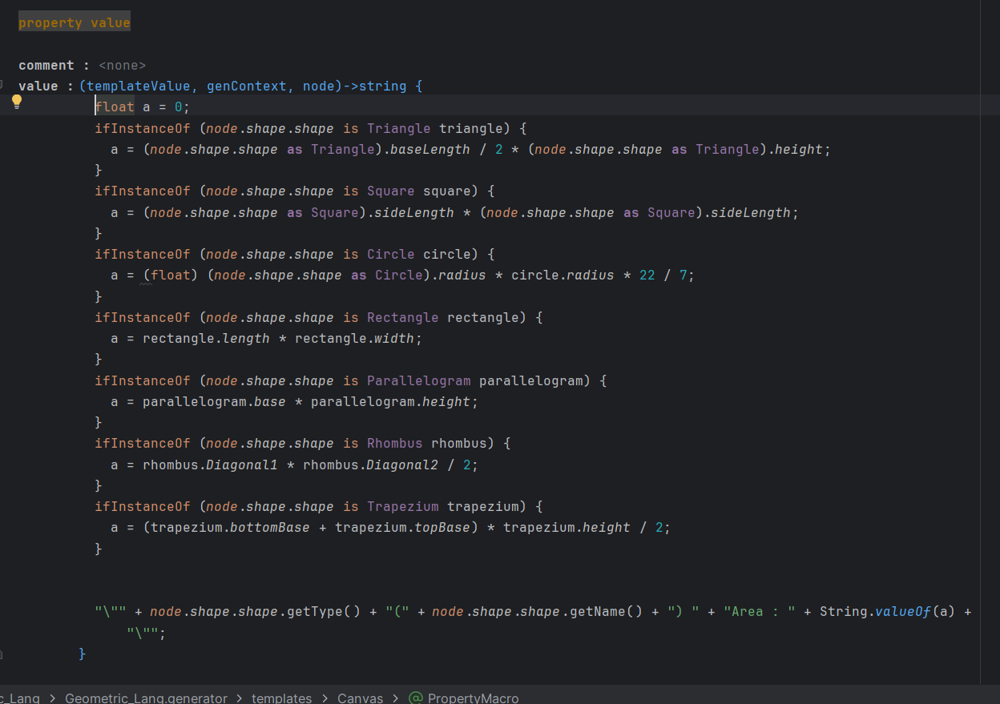 property value
comment : <none>
value : (templateValue, genContext, node)->string {
float a = 0;
ifInstanceOf (node.shape.shape is Triangle triangle) {
a = (node.shape.shape as Triangle).baseLength / 2 * (node.shape.shape as Triangle).height;
}
ifInstanceOf (node.shape.shape is Square square) {
a = (node.shape.shape as Square).sideLength * (node.shape.shape as Square).sideLength;
}
ifInstanceOf (node.shape.shape is Circle circle) {
a = (float) (node.shape.shape as Circle).radius * circle.radius * 22 / 7;
}
ifInstanceOf (node.shape.shape is Rectangle rectangle) {
a = rectangle.length * rectangle.width;
}
ifInstanceOf (node.shape.shape is Parallelogram parallelogram) {
a = parallelogram.base * parallelogram.height;
}
ifInstanceOf (node.shape.shape is Rhombus rhombus) {
a = rhombus.Diagonal1 * rhombus.Diagonal2 / 2;
}
ifInstanceOf (node.shape.shape is Trapezium trapezium) {
a = (trapezium.bottomBase + trapezium.topBase) * trapezium.height / 2;
}
"\"" + node.shape.shape.getType() + "(" + node.shape.shape.getName() + ") " + "Area : " + String.valueOf(a) +
"\"";
}
c_Lang > Geometric_Lang.generator > templates > Canvas > @ PropertyMacro